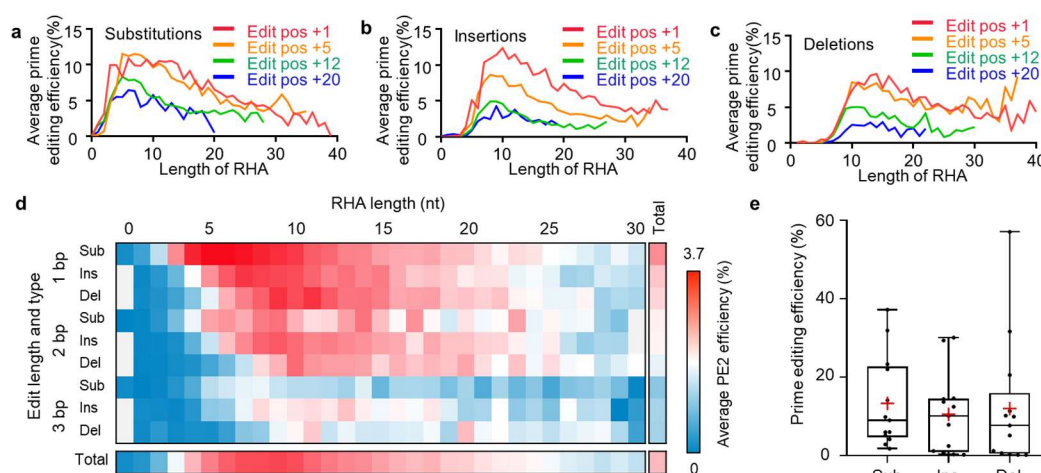 a
Substitutions
Edit pos +1
Edit pos +5
Edit pos +12
Edit pos +20
Average prime
editing efficiency(%)
15
10
5
0
0 10 20 30 40
b
Insertions
Edit pos +1
Edit pos +5
Edit pos +12
Edit pos +20
Average prime
editing efficiency(%)
15
10
5
0
0 10 20 30 40
Length of RHA
c
Deletions
Edit pos +1
Edit pos +5
Edit pos +12
Edit pos +20
Average prime
editing efficiency(%)
15
10
5
0
0 10 20 30 40
Length of RHA
d
RHA length (nt)
0 5 10 15 20 25 30
Total
Edit length and type
1 bp
Sub
Ins
Del
2 bp
Sub
Ins
Del
3 bp
Sub
Ins
Del
Total
3.7
Average PE2 efficiency (%)
0
e
Prime editing efficiency (%)
60
40
20
0
Sub Ins Del